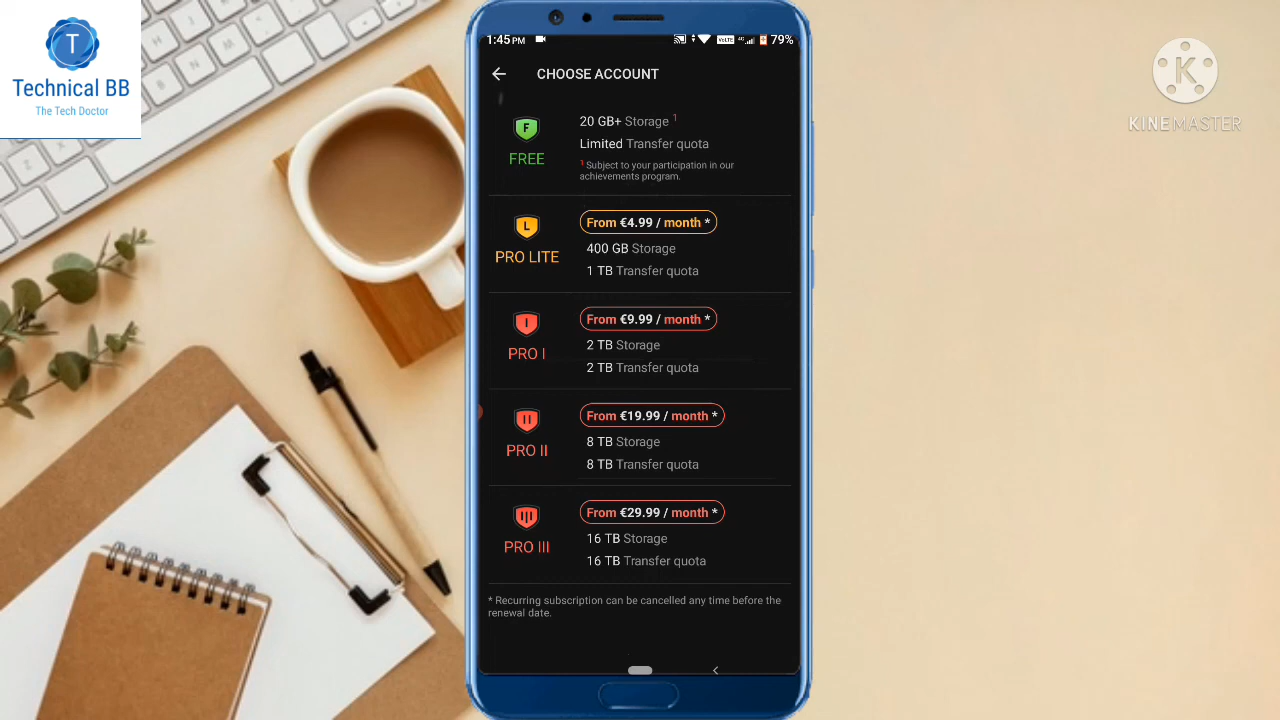 T
Technical BB
The Tech Doctor
KINEMASTER
K
1:45 PM
VoLTE 4G 79%
CHOOSE ACCOUNT
F
FREE
20 GB+ Storage 1
Limited Transfer quota
1 Subject to your participation in our
achievements program.
L
PRO LITE
From €4.99 / month *
400 GB Storage
1 TB Transfer quota
I
PRO I
From €9.99 / month *
2 TB Storage
2 TB Transfer quota
II
PRO II
From €19.99 / month *
8 TB Storage
8 TB Transfer quota
III
PRO III
From €29.99 / month *
16 TB Storage
16 TB Transfer quota
* Recurring subscription can be cancelled any time before the
renewal date.